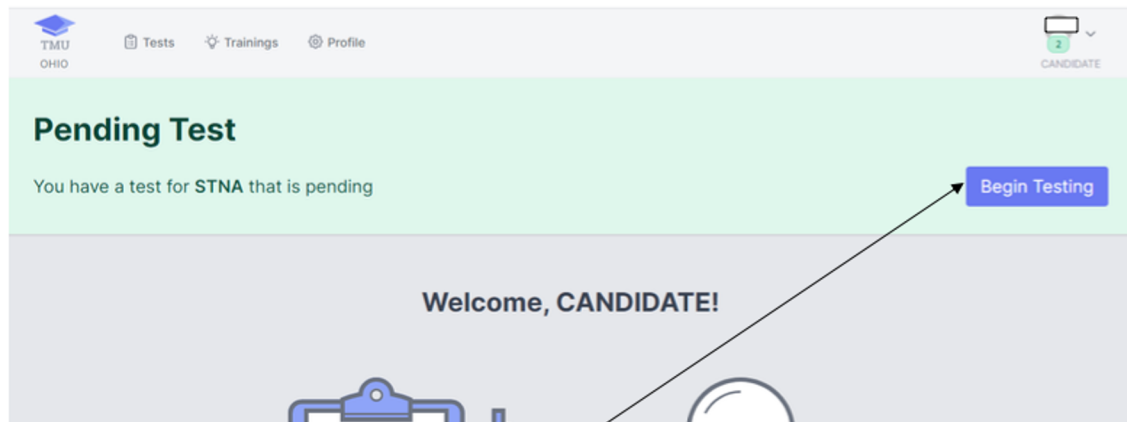 TMU
OHIO
Tests
Trainings
Profile
2
CANDIDATE
Pending Test
You have a test for STNA that is pending
Begin Testing
Welcome, CANDIDATE!